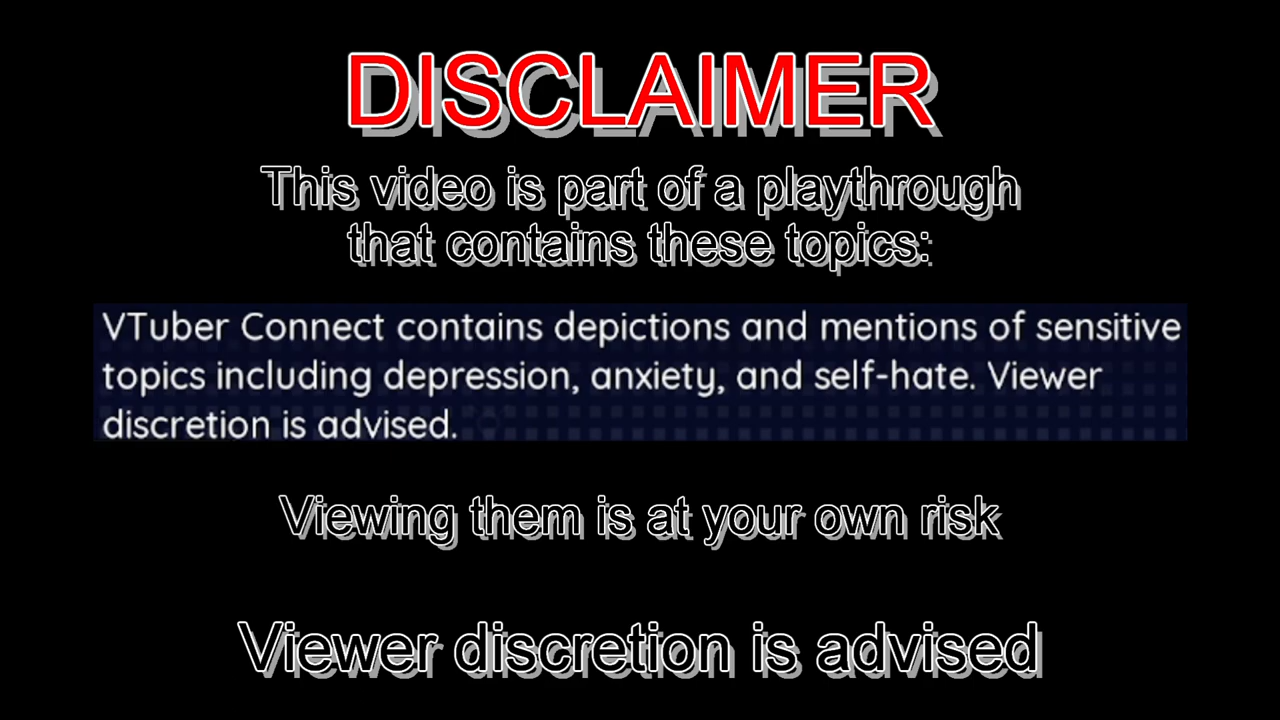 DISCLAIMER
This video is part of a playthrough
that contains these topics:
VTuber Connect contains depictions and mentions of sensitive
topics including depression, anxiety, and self-hate. Viewer
discretion is advised.
Viewing them is at your own risk
Viewer discretion is advised